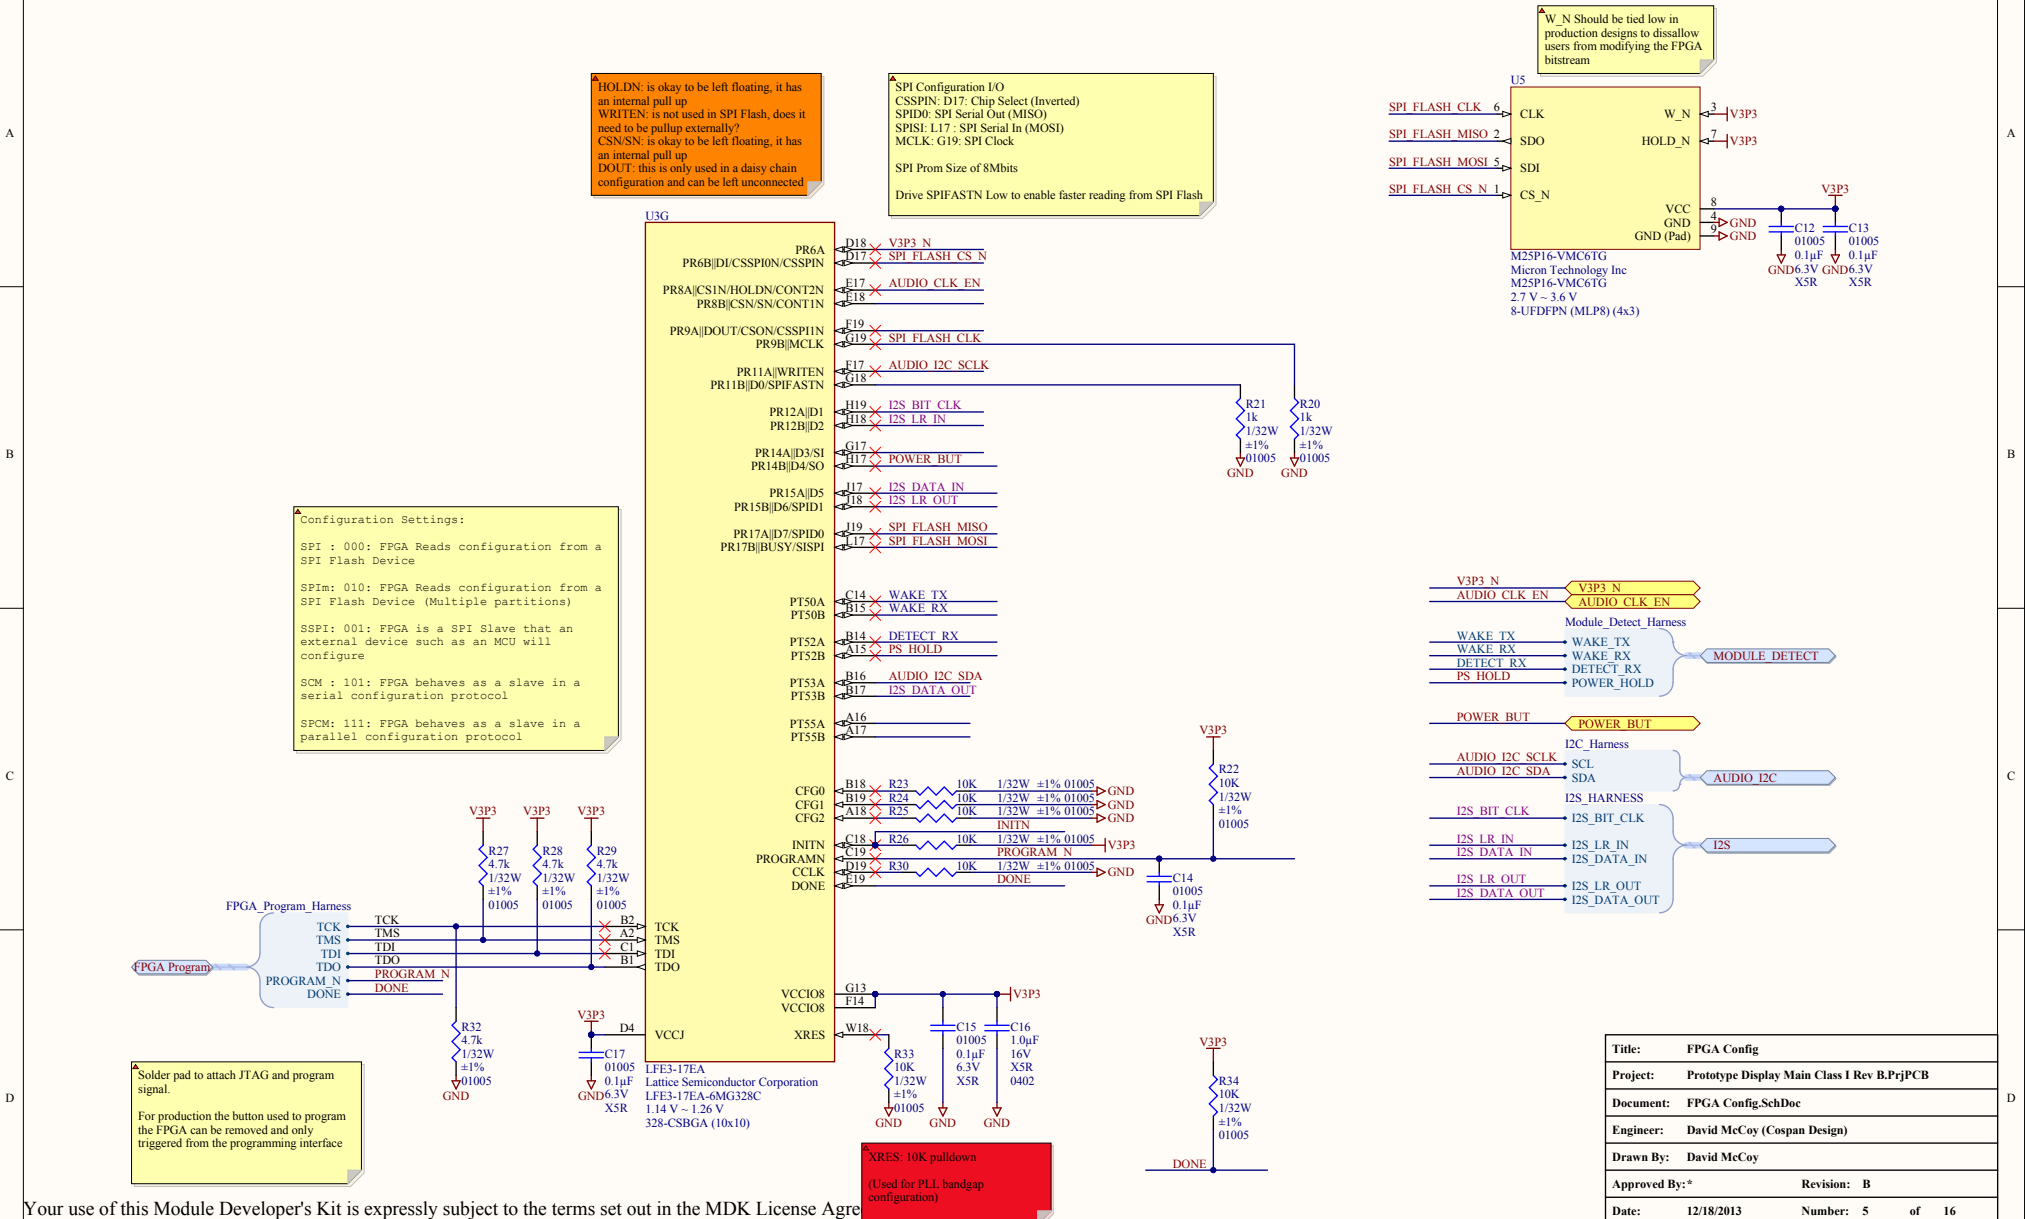 W_N Should be tied low in
production designs to dissallow
users from modifying the FPGA
bitstream
HOLDN: is okay to be left floating, it has
an internal pull up
WRITEN: is not used in SPI Flash, does it
need to be pullup externally?
CSN/SN: is okay to be left floating, it has
an internal pull up
DOUT: this is only used in a daisy chain
configuration and can be left unconnected
SPI Configuration I/O
CSSPIN: D17: Chip Select (Inverted)
SPID0: SPI Serial Out (MISO)
SPISI: L17 : SPI Serial In (MOSI)
MCLK: G19: SPI Clock
SPI Prom Size of 8Mbits
Drive SPIFASTN Low to enable faster reading from SPI Flash
U5
SPI_FLASH_CLK 6 CLK W_N 3 V3P3
SPI_FLASH_MISO 2 SDO HOLD_N 7 V3P3
SPI_FLASH_MOSI 5 SDI
SPI_FLASH_CS_N 1 CS_N
VCC 8 V3P3
GND 4 GND
GND (Pad) 9 GND
C12
01005
0.1µF
GND 6.3V
X5R
C13
01005
0.1µF
GND 6.3V
X5R
M25P16-VMC6TG
Micron Technology Inc
M25P16-VMC6TG
2.7 V ~ 3.6 V
8-UFDFPN (MLP8) (4x3)
U3G
PR6A D18 V3P3_N
PR6B||DI/CSSPI0N/CSSPIN D17 SPI_FLASH_CS_N
PR8A||CS1N/HOLDN/CONT2N E17 AUDIO_CLK_EN
PR8B||CSN/SN/CONT1N E18
PR9A||DOUT/CSON/CSSPI1N F19
PR9B||MCLK G19 SPI_FLASH_CLK
PR11A||WRITEN F17 AUDIO_I2C_SCLK
PR11B||D0/SPIFASTN G18
PR12A||D1 H19 I2S_BIT_CLK
PR12B||D2 H18 I2S_LR_IN
PR14A||D3/SI G17
PR14B||D4/SO H17 POWER_BUT
PR15A||D5 J17 I2S_DATA_IN
PR15B||D6/SPID1 J18 I2S_LR_OUT
PR17A||D7/SPID0 J19 SPI_FLASH_MISO
PR17B||BUSY/SISPI L17 SPI_FLASH_MOSI
PT50A C14 WAKE_TX
PT50B B15 WAKE_RX
PT52A B14 DETECT_RX
PT52B A15 PS_HOLD
PT53A B16 AUDIO_I2C_SDA
PT53B B17 I2S_DATA_OUT
PT55A A16
PT55B A17
CFG0 B18 R23 10K 1/32W ±1% 01005 GND
CFG1 B19 R24 10K 1/32W ±1% 01005 GND
CFG2 A18 R25 10K 1/32W ±1% 01005 GND
INITN
INITN C18 R26 10K 1/32W ±1% 01005 V3P3
PROGRAMN C19 PROGRAM_N
CCLK D19 R30 10K 1/32W ±1% 01005 GND
DONE E19 DONE
R21
1k
1/32W
±1%
01005
GND
R20
1k
1/32W
±1%
01005
GND
V3P3
R22
10K
1/32W
±1%
01005
C14
01005
0.1µF
GND 6.3V
X5R
Configuration Settings:
SPI : 000: FPGA Reads configuration from a
SPI Flash Device
SPIm: 010: FPGA Reads configuration from a
SPI Flash Device (Multiple partitions)
SSPI: 001: FPGA is a SPI Slave that an
external device such as an MCU will
configure
SCM : 101: FPGA behaves as a slave in a
serial configuration protocol
SPCM: 111: FPGA behaves as a slave in a
parallel configuration protocol
V3P3_N V3P3_N
AUDIO_CLK_EN AUDIO_CLK_EN
Module_Detect_Harness
WAKE_TX WAKE_TX
WAKE_RX WAKE_RX MODULE_DETECT
DETECT_RX DETECT_RX
PS_HOLD POWER_HOLD
POWER_BUT POWER_BUT
I2C_Harness
AUDIO_I2C_SCLK SCL
AUDIO_I2C_SDA SDA AUDIO_I2C
I2S_HARNESS
I2S_BIT_CLK I2S_BIT_CLK
I2S_LR_IN I2S_LR_IN I2S
I2S_DATA_IN I2S_DATA_IN
I2S_LR_OUT I2S_LR_OUT
I2S_DATA_OUT I2S_DATA_OUT
V3P3 V3P3 V3P3
R27
4.7k
1/32W
±1%
01005
R28
4.7k
1/32W
±1%
01005
R29
4.7k
1/32W
±1%
01005
FPGA_Program_Harness
TCK TCK B2 TCK
TMS TMS A2 TMS
TDI TDI C1 TDI
FPGA Program TDO TDO B1 TDO
PROGRAM_N PROGRAM_N
DONE DONE
R32
4.7k
1/32W
±1%
01005
GND
V3P3 D4 VCCJ
C17
01005
0.1µF
GND 6.3V
X5R
VCCIO8 G13 V3P3
VCCIO8 F14
XRES W18
R33
10K
1/32W
±1%
01005
GND
C15
01005
0.1µF
6.3V
X5R
GND
C16
1.0µF
16V
X5R
0402
GND
LFE3-17EA
Lattice Semiconductor Corporation
LFE3-17EA-6MG328C
1.14 V ~ 1.26 V
328-CSBGA (10x10)
V3P3
R34
10K
1/32W
±1%
01005
DONE
Solder pad to attach JTAG and program
signal.
For production the button used to program
the FPGA can be removed and only
triggered from the programming interface
XRES: 10K pulldown
(Used for PLL bandgap
configuration)
Title: FPGA Config
Project: Prototype Display Main Class I Rev B.PrjPCB
Document: FPGA Config.SchDoc
Engineer: David McCoy (Cospan Design)
Drawn By: David McCoy
Approved By: * Revision: B
Date: 12/18/2013 Number: 5 of 16
A A
B B
C C
D D
Your use of this Module Developer's Kit is expressly subject to the terms set out in the MDK License Agre